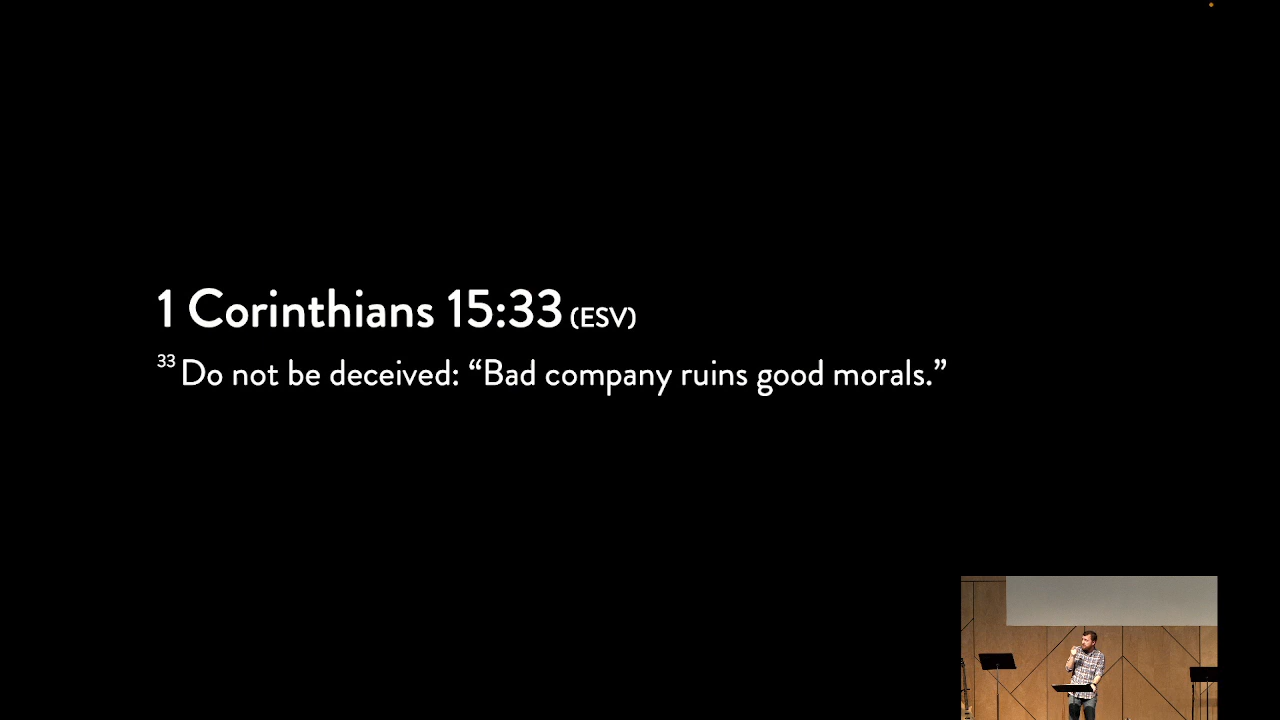 1 Corinthians 15:33 (ESV)
33 Do not be deceived: “Bad company ruins good morals.”